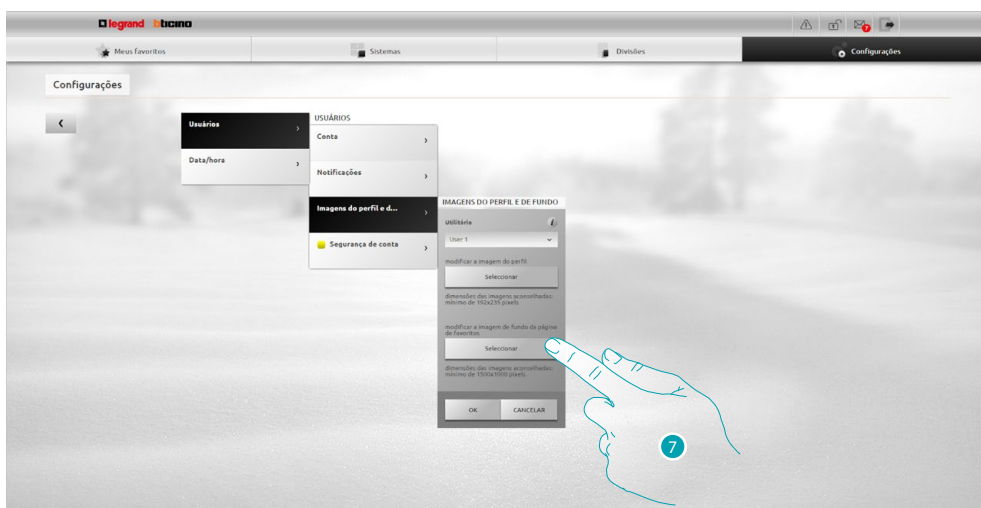 legrand bticino
7
Meus favoritos
Sistemas
Divisões
Configurações
Configurações
Usuários
Data/hora
USUÁRIOS
Conta
Notificações
Imagens do perfil e d...
Segurança de conta
IMAGENS DO PERFIL E DE FUNDO
Utilitário
i
User 1
modificar a imagem do perfil
Seleccionar
dimensões das imagens aconselhadas:
mínimo de 192x235 pixels
modificar a imagem de fundo da página
de favoritos.
Seleccionar
dimensões das imagens aconselhadas:
mínimo de 1500x1000 pixels.
OK
CANCELAR
7